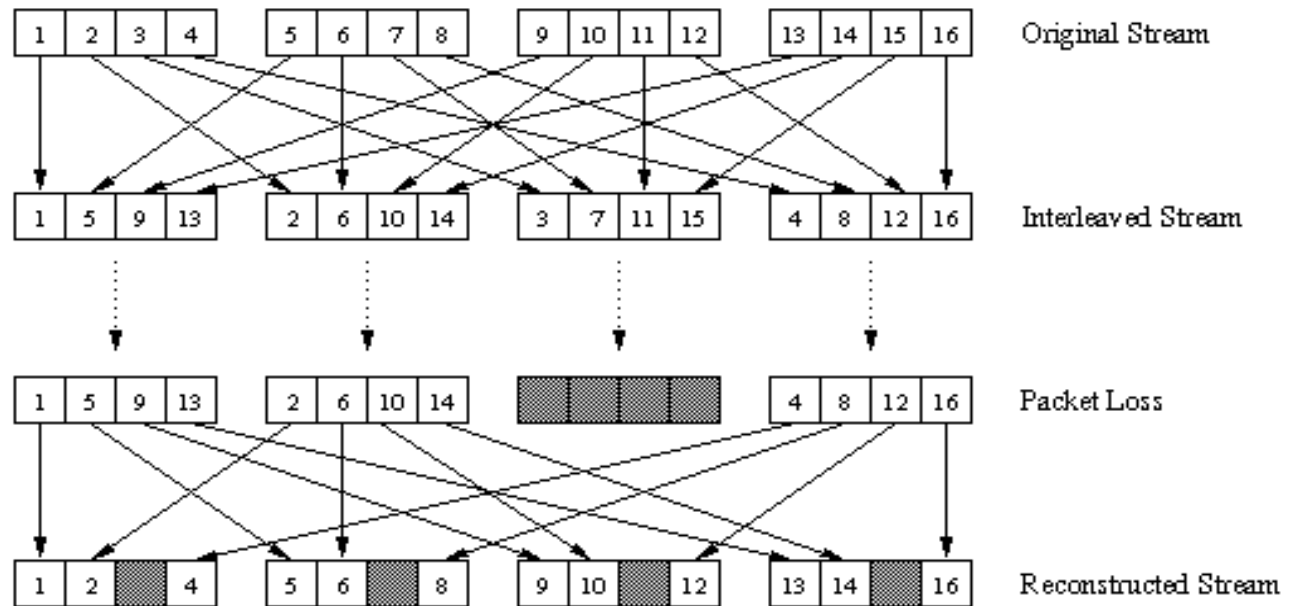 1 2 3 4 5 6 7 8 9 10 11 12 13 14 15 16 Original Stream
1 5 9 13 2 6 10 14 3 7 11 15 4 8 12 16 Interleaved Stream
1 5 9 13 2 6 10 14 4 8 12 16 Packet Loss
1 2 4 5 6 8 9 10 12 13 14 16 Reconstructed Stream